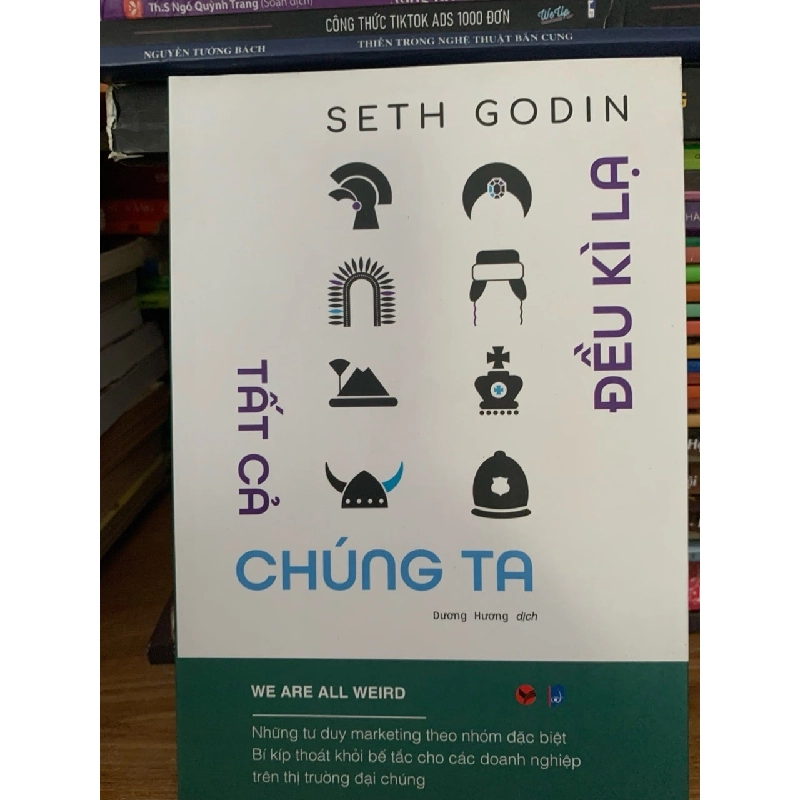 Th.S Ngô Quỳnh Trang (Soạn dịch)
CÔNG THỨC TIKTOK ADS 1000 ĐƠN
WeUp
NGUYÊN TƯỜNG BÁCH
THIỀN TRONG NGHỆ THUẬT BẮN CUNG
SETH GODIN
TẤT CẢ
CHÚNG TA
ĐỀU KÌ LẠ
Dương Hương dịch
WE ARE ALL WEIRD
Những tư duy marketing theo nhóm đặc biệt
Bí kíp thoát khỏi bế tắc cho các doanh nghiệp
trên thị trường đại chúng